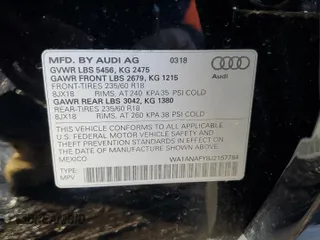 MFD. BY AUDI AG 0318
GVWR LBS 5456, KG 2475
GAWR FRONT LBS 2679, KG 1215
FRONT-TIRES 235/60 R18
8JX18 RIMS, AT 240 KPA 35 PSI COLD
GAWR REAR LBS 3042, KG 1380
REAR-TIRES 235/60 R18
8JX18 RIMS, AT 260 KPA 38 PSI COLD
Audi
THIS VEHICLE CONFORMS TO ALL APPLICABLE
U.S. FEDERAL MOTOR VEHICLE SAFETY, BUMPER
AND THEFT PREVENTION STANDARDS IN EFFECT ON
THE DATE OF MANUFACTURE SHOWN ABOVE.
MEXICO
TYPE: MPV